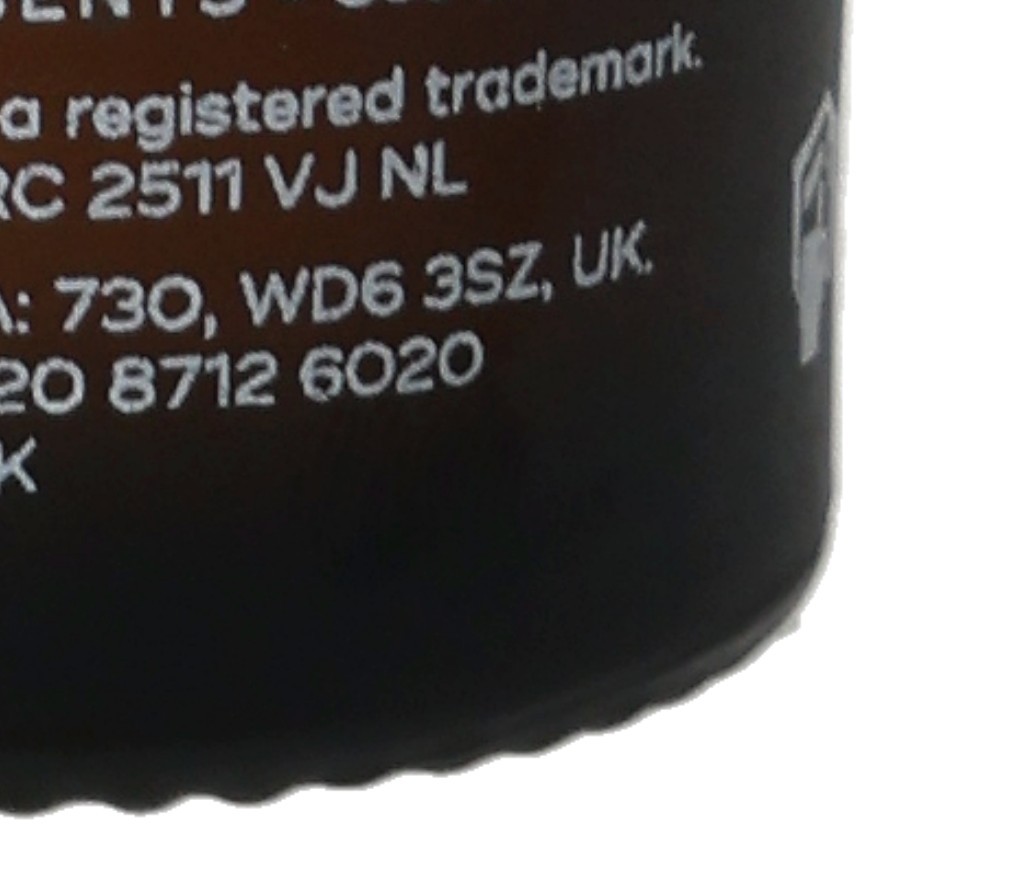 a registered trademark.
RC 2511 VJ NL
A: 730, WD6 3SZ, UK.
20 8712 6020
K